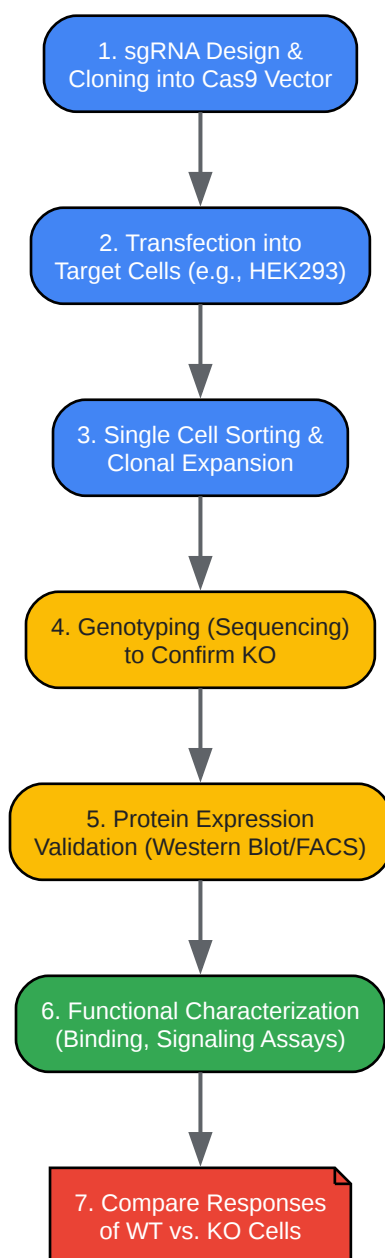 1. sgRNA Design &
Cloning into Cas9 Vector
2. Transfection into
Target Cells (e.g., HEK293)
3. Single Cell Sorting &
Clonal Expansion
4. Genotyping (Sequencing)
to Confirm KO
5. Protein Expression
Validation (Western Blot/FACS)
6. Functional Characterization
(Binding, Signaling Assays)
7. Compare Responses
of WT vs. KO Cells